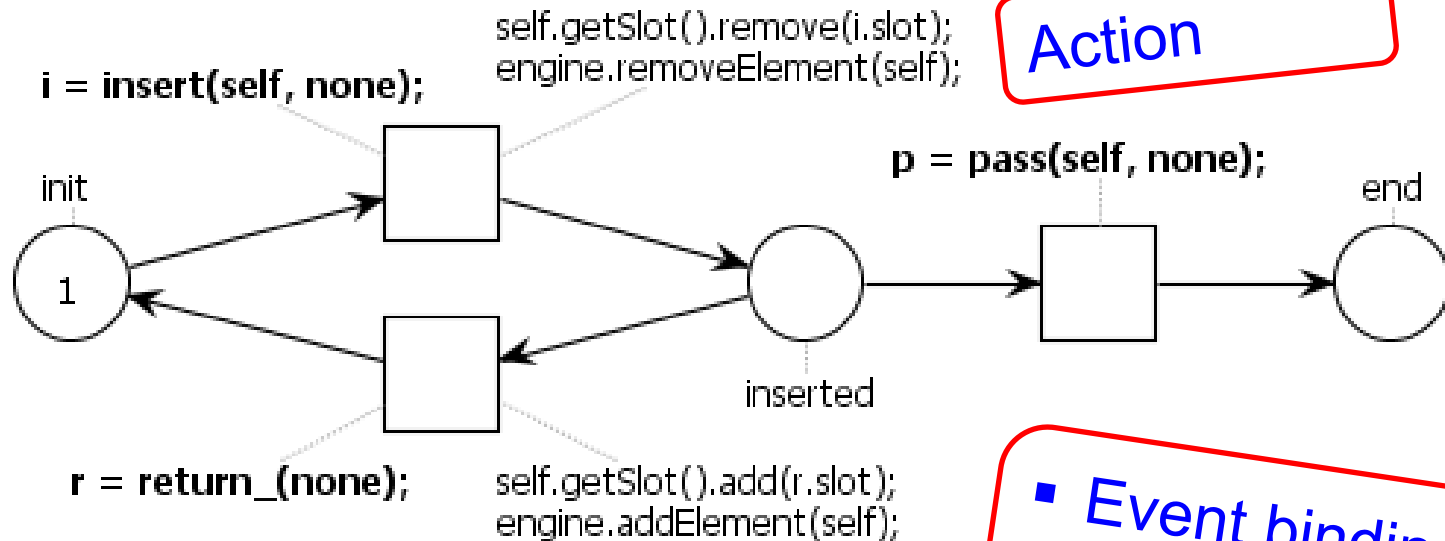 self.getSlot().remove(i.slot);
engine.removeElement(self);
Action
i = insert(self, none);
p = pass(self, none);
init
end
1
inserted
r = return_(none);
self.getSlot().add(r.slot);
engine.addElement(self);
▪ Event